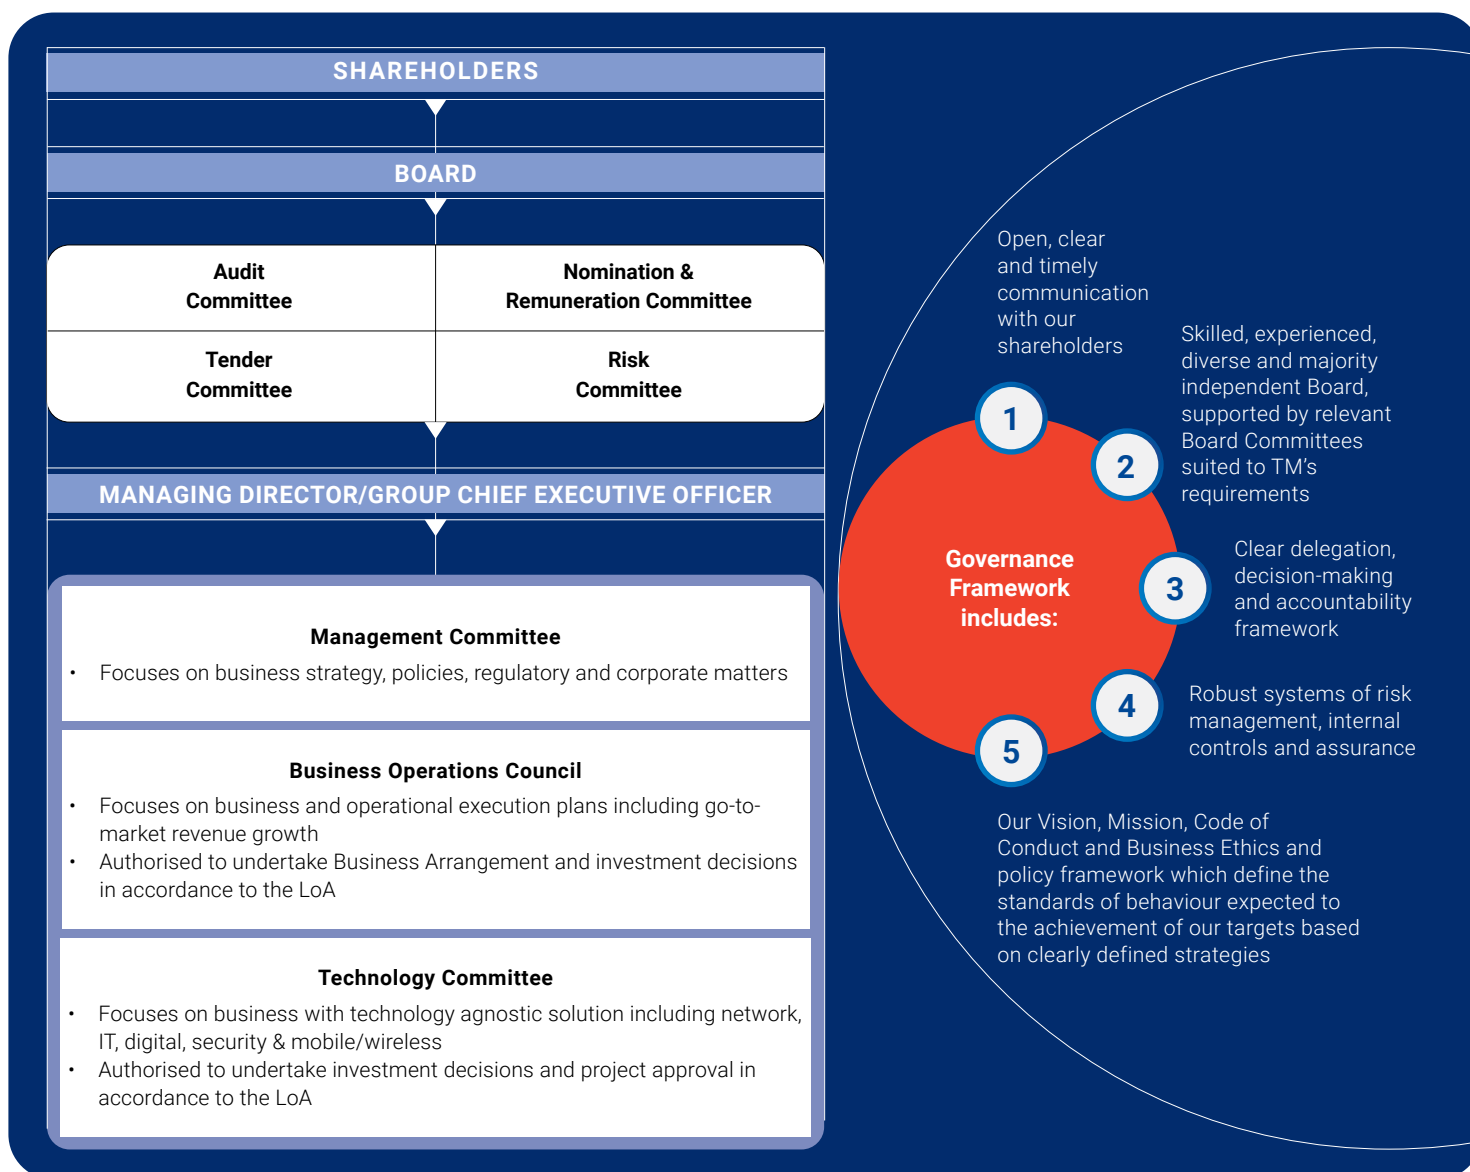 SHAREHOLDERS
BOARD
Audit
Committee
Nomination &
Remuneration Committee
Tender
Committee
Risk
Committee
MANAGING DIRECTOR/GROUP CHIEF EXECUTIVE OFFICER
Management Committee
• Focuses on business strategy, policies, regulatory and corporate matters
Business Operations Council
• Focuses on business and operational execution plans including go-to-
market revenue growth
• Authorised to undertake Business Arrangement and investment decisions
in accordance to the LoA
Technology Committee
• Focuses on business with technology agnostic solution including network,
IT, digital, security & mobile/wireless
• Authorised to undertake investment decisions and project approval in
accordance to the LoA
Governance
Framework
includes:
1
Open, clear
and timely
communication
with our
shareholders
2
Skilled, experienced,
diverse and majority
independent Board,
supported by relevant
Board Committees
suited to TM's
requirements
3
Clear delegation,
decision-making
and accountability
framework
4
Robust systems of risk
management, internal
controls and assurance
5
Our Vision, Mission, Code of
Conduct and Business Ethics and
policy framework which define the
standards of behaviour expected to
the achievement of our targets based
on clearly defined strategies